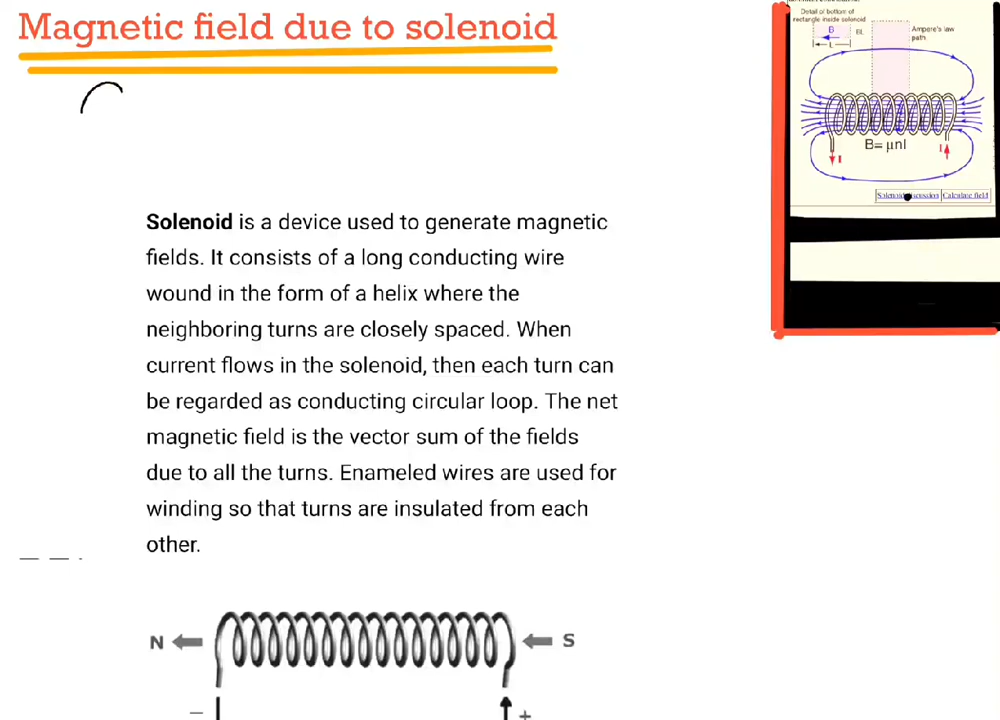 Magnetic field due to solenoid
Solenoid is a device used to generate magnetic
fields. It consists of a long conducting wire
wound in the form of a helix where the
neighboring turns are closely spaced. When
current flows in the solenoid, then each turn can
be regarded as conducting circular loop. The net
magnetic field is the vector sum of the fields
due to all the turns. Enameled wires are used for
winding so that turns are insulated from each
other.
N
S
−
+
Detail of bottom of
rectangle inside solenoid
B
BL
L
Ampere's law
path
B= μnI
I
I
Calculate field